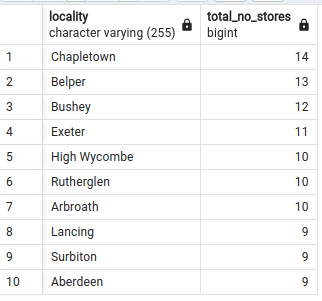 locality total_no_stores
character varying (255) bigint
1 Chapletown 14
2 Belper 13
3 Bushey 12
4 Exeter 11
5 High Wycombe 10
6 Rutherglen 10
7 Arbroath 10
8 Lancing 9
9 Surbiton 9
10 Aberdeen 9